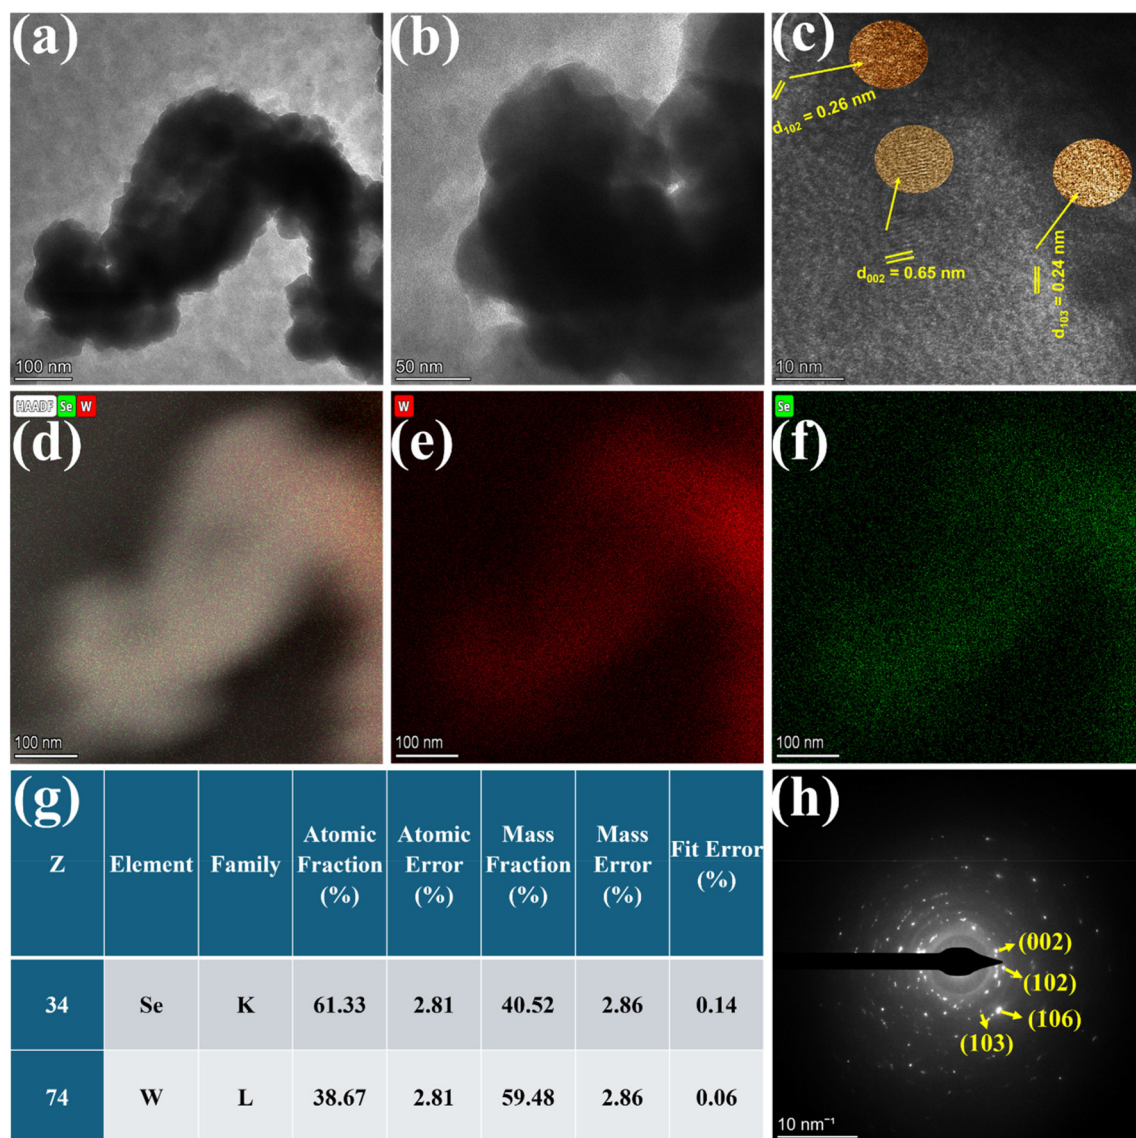 (a)
100 nm
(b)
50 nm
(c)
d102 = 0.26 nm
d002 = 0.65 nm
d103 = 0.24 nm
10 nm
HAADF Se W
(d)
100 nm
W
(e)
100 nm
Se
(f)
100 nm
(g)
Z Element Family Atomic Fraction (%) Atomic Error (%) Mass Fraction (%) Mass Error (%) Fit Error (%)
34 Se K 61.33 2.81 40.52 2.86 0.14
74 W L 38.67 2.81 59.48 2.86 0.06
(h)
(002)
(102)
(106)
(103)
10 nm⁻¹